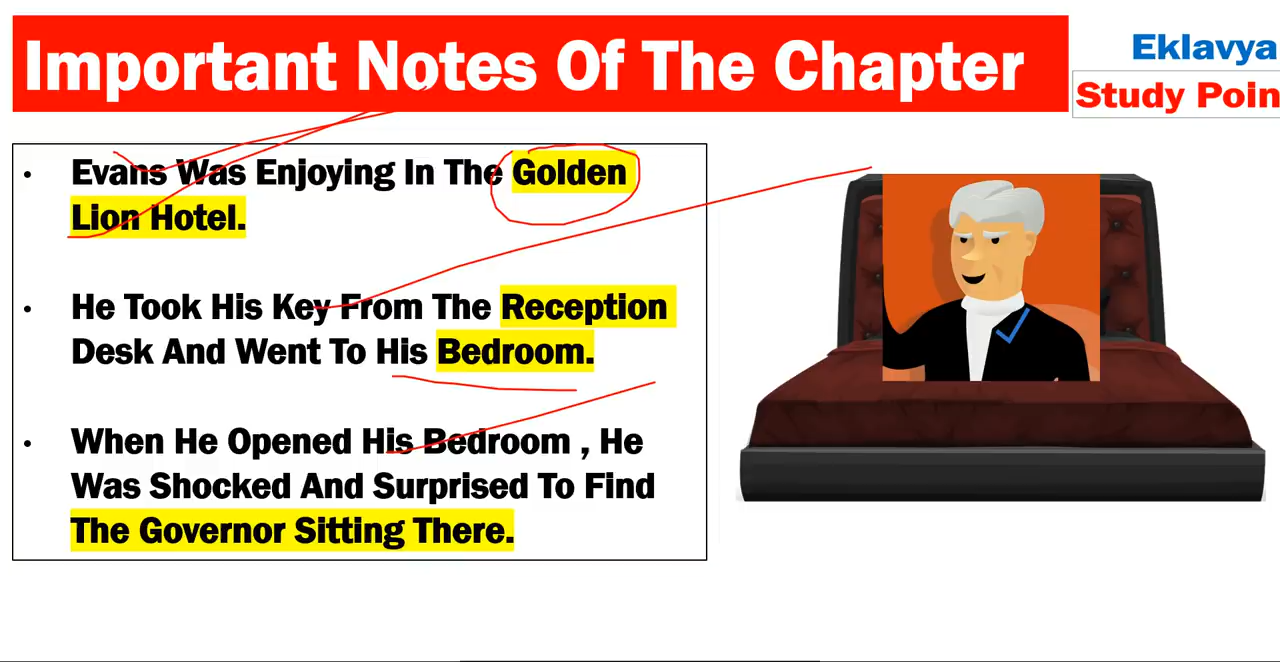 Important Notes Of The Chapter
Eklavya
Study Poin
• Evans Was Enjoying In The Golden
Lion Hotel.
• He Took His Key From The Reception
Desk And Went To His Bedroom.
• When He Opened His Bedroom , He
Was Shocked And Surprised To Find
The Governor Sitting There.